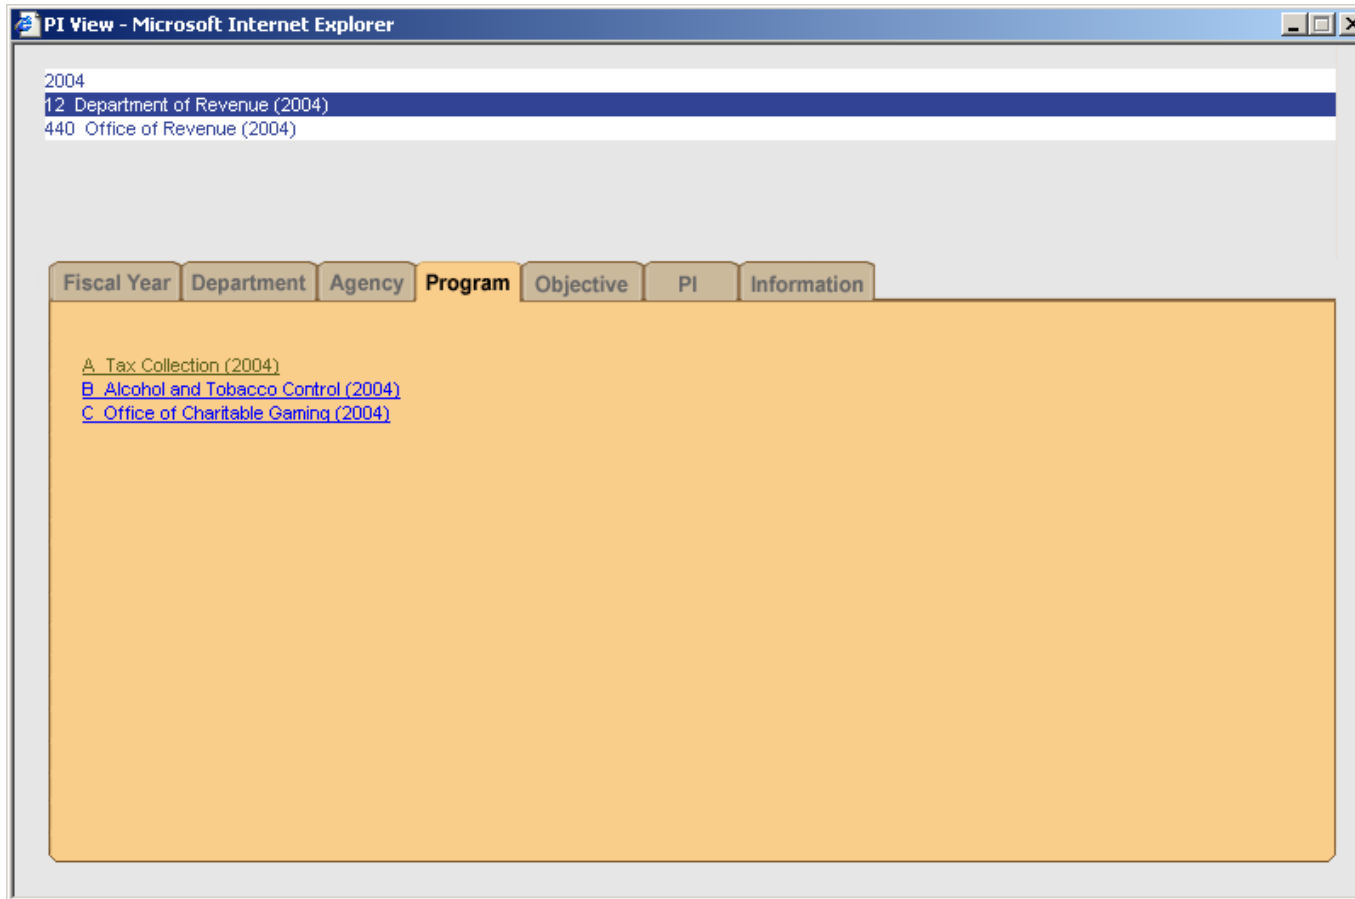 PI View - Microsoft Internet Explorer
2004
12 Department of Revenue (2004)
440 Office of Revenue (2004)
Fiscal Year Department Agency Program Objective PI Information
A Tax Collection (2004)
B Alcohol and Tobacco Control (2004)
C Office of Charitable Gaming (2004)